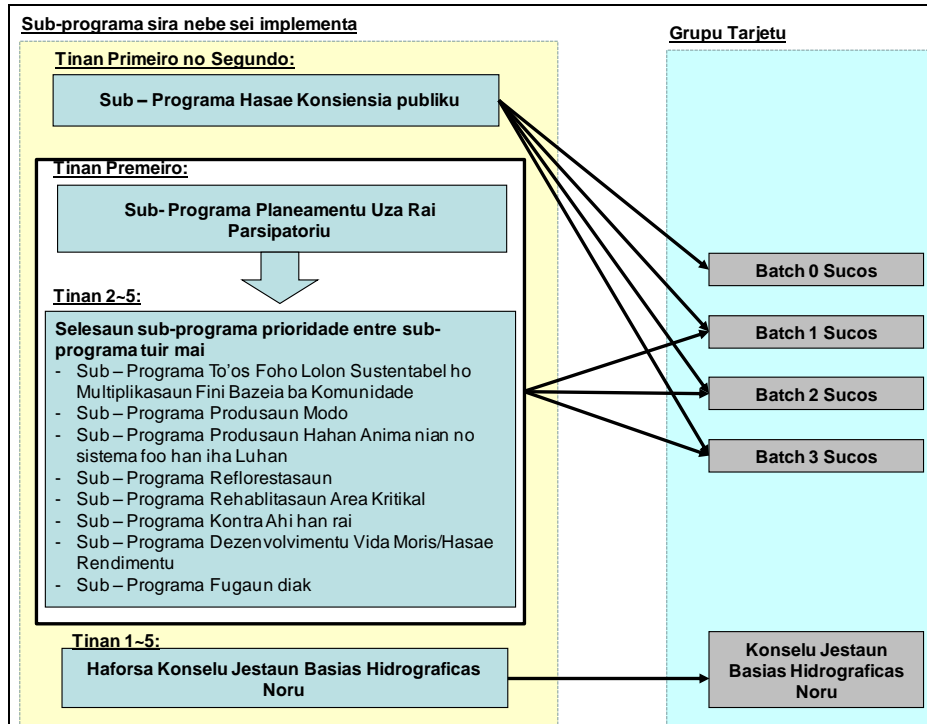 Sub-programa sira nebe sei implementa
Tinan Primeiro no Segundo:
Sub – Programa Hasae Konsiensia publiku
Tinan Premeiro:
Sub- Programa Planeamentu Uza Rai
Parsipatoriu
Tinan 2~5:
Selesaun sub-programa prioridade entre sub-
programa tuir mai
- Sub – Programa To'os Foho Lolon Sustentabel ho
Multiplikasaun Fini Bazeia ba Komunidade
- Sub – Programa Produsaun Modo
- Sub – Programa Produsaun Hahan Anima nian no
sistema foo han iha Luhan
- Sub – Programa Reflorestasaun
- Sub – Programa Rehablitasaun Area Kritikal
- Sub – Programa Kontra Ahi han rai
- Sub – Programa Dezenvolvimentu Vida Moris/Hasae
Rendimentu
- Sub – Programa Fugaun diak
Tinan 1~5:
Haforsa Konselu Jestaun Basias Hidrograficas
Noru
Grupu Tarjetu
Batch 0 Sucos
Batch 1 Sucos
Batch 2 Sucos
Batch 3 Sucos
Konselu Jestaun
Basias Hidrograficas
Noru